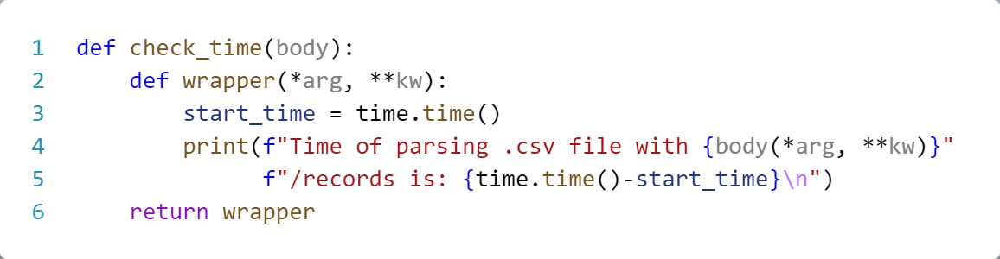 1 def check_time(body):
2     def wrapper(*arg, **kw):
3         start_time = time.time()
4         print(f"Time of parsing .csv file with {body(*arg, **kw)}"
5               f"/records is: {time.time()-start_time}\n")
6     return wrapper